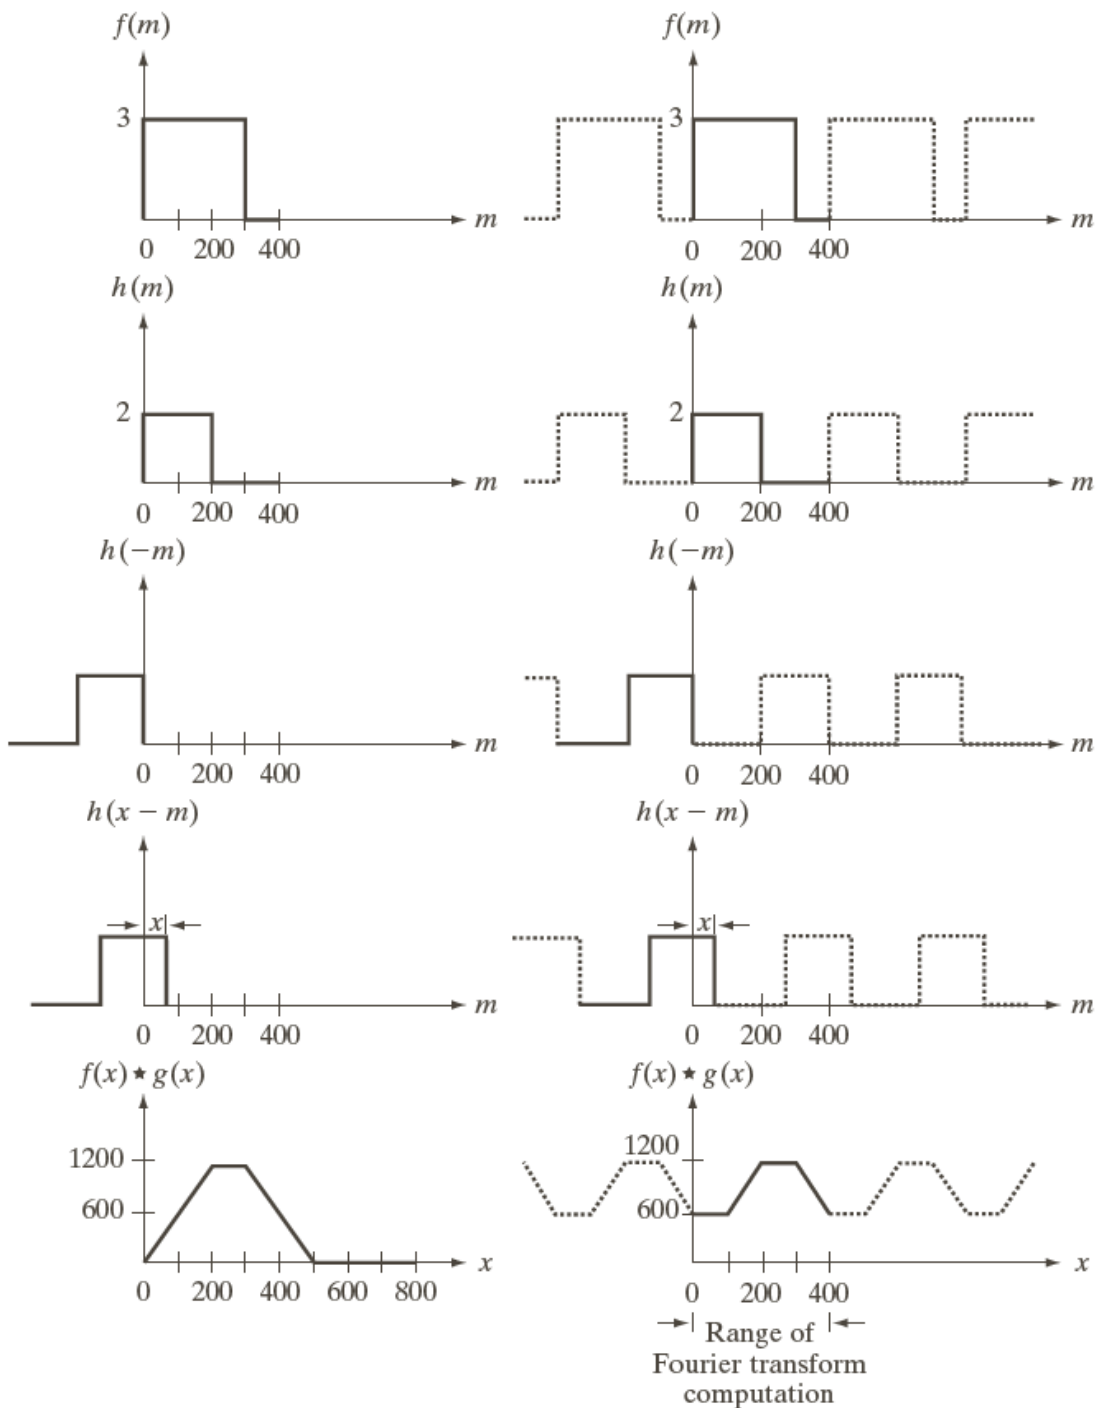 f(m)
3
m
0 200 400
h(m)
2
m
0 200 400
h(−m)
m
0 200 400
h(x − m)
x
m
0 200 400
f(x) ★ g(x)
1200
600
x
0 200 400 600 800
f(m)
3
m
0 200 400
h(m)
2
m
0 200 400
h(−m)
m
0 200 400
h(x − m)
x
m
0 200 400
f(x) ★ g(x)
1200
600
x
0 200 400
Range of
Fourier transform
computation